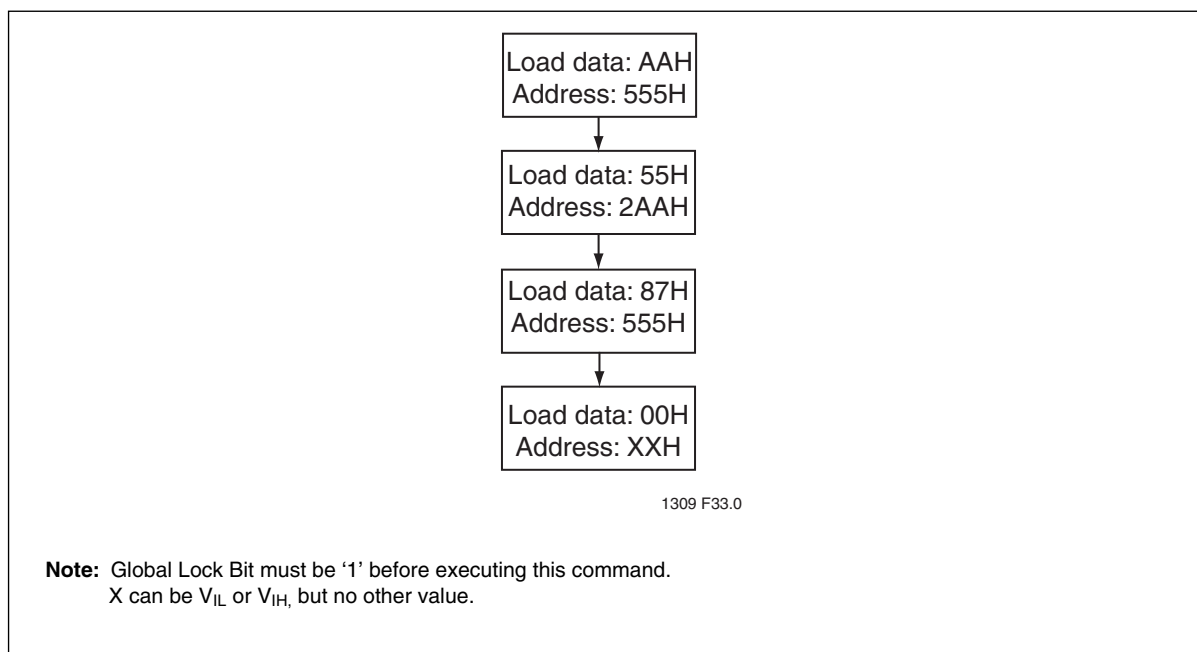 Load data: AAH
Address: 555H
Load data: 55H
Address: 2AAH
Load data: 87H
Address: 555H
Load data: 00H
Address: XXH
1309 F33.0
Note: Global Lock Bit must be ‘1’ before executing this command.
X can be VIL or VIH, but no other value.